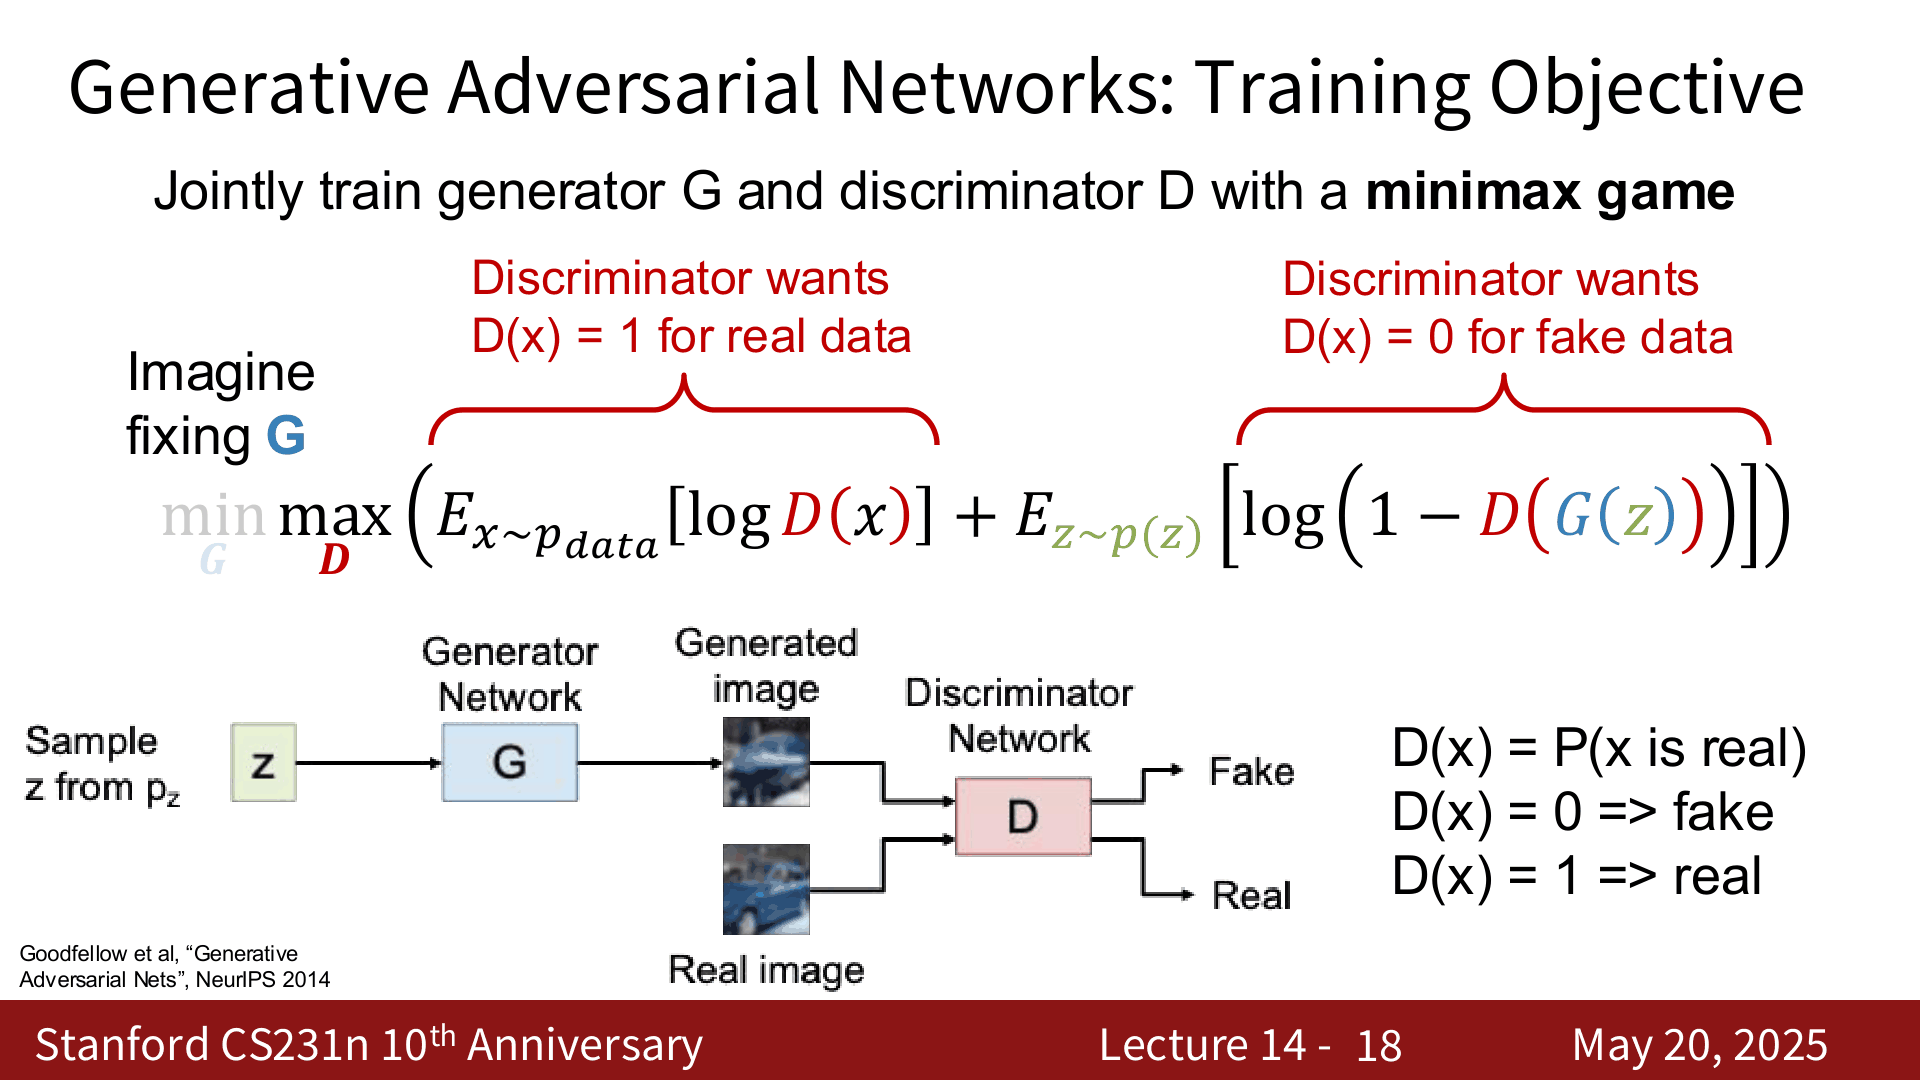 Generative Adversarial Networks: Training Objective
Jointly train generator G and discriminator D with a minimax game
Discriminator wants
D(x) = 1 for real data
Discriminator wants
D(x) = 0 for fake data
Imagine
fixing G
min_G max_D ( E_{x~p_data} [log D(x)] + E_{z~p(z)} [log (1 − D(G(z)))] )
Generator
Network
Generated
image
Discriminator
Network
Sample
z from p_z
z
G
D
Fake
Real
Real image
D(x) = P(x is real)
D(x) = 0 => fake
D(x) = 1 => real
Goodfellow et al, “Generative
Adversarial Nets”, NeurIPS 2014
Stanford CS231n 10th Anniversary
Lecture 14 - 18
May 20, 2025